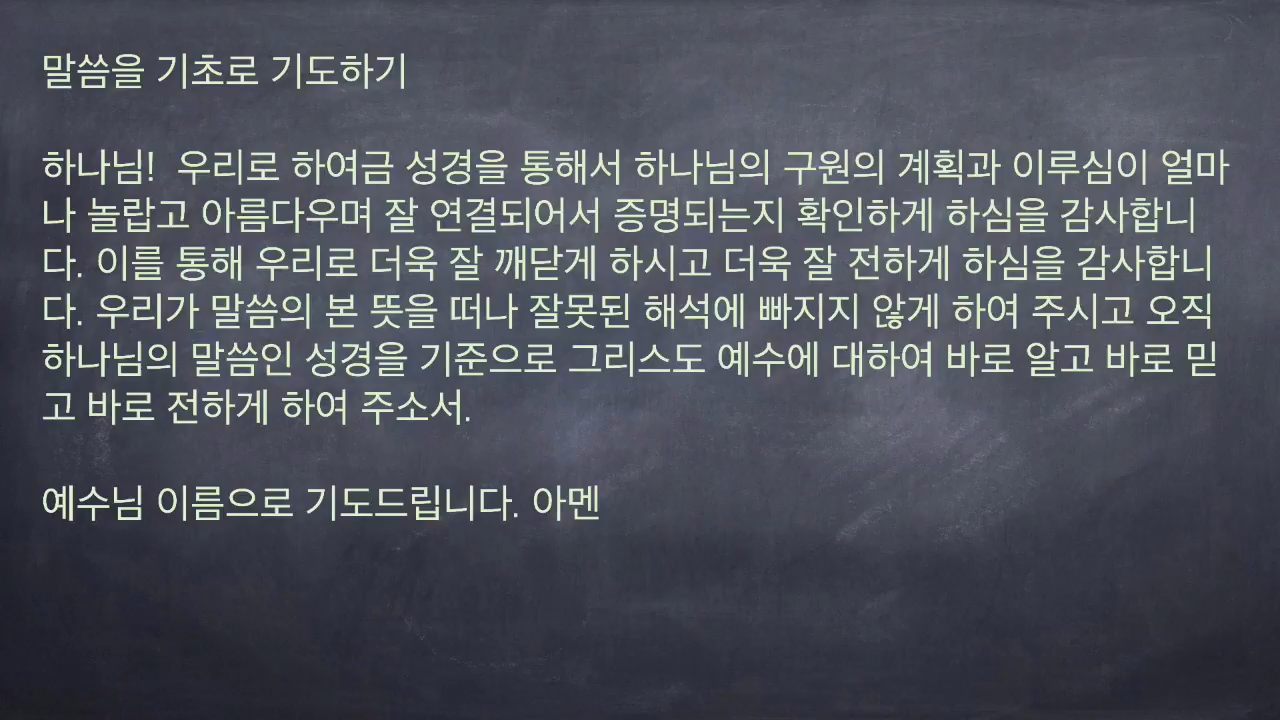 말씀을 기초로 기도하기
하나님!  우리로 하여금 성경을 통해서 하나님의 구원의 계획과 이루심이 얼마
나 놀랍고 아름다우며 잘 연결되어서 증명되는지 확인하게 하심을 감사합니
다. 이를 통해 우리로 더욱 잘 깨닫게 하시고 더욱 잘 전하게 하심을 감사합니
다. 우리가 말씀의 본 뜻을 떠나 잘못된 해석에 빠지지 않게 하여 주시고 오직
하나님의 말씀인 성경을 기준으로 그리스도 예수에 대하여 바로 알고 바로 믿
고 바로 전하게 하여 주소서.
예수님 이름으로 기도드립니다. 아멘